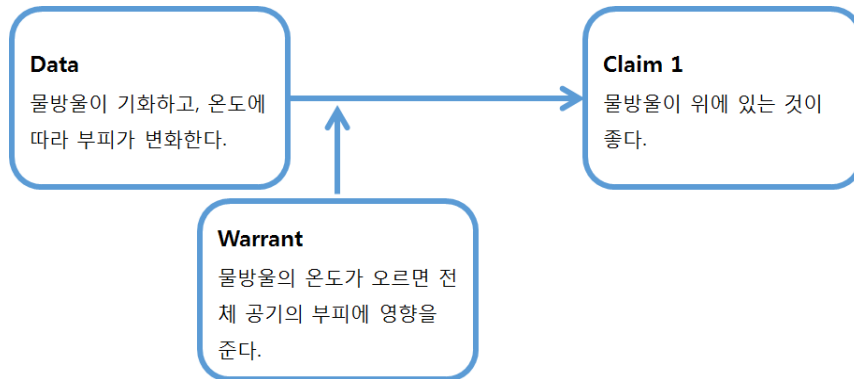 Data
물방울이 기화하고, 온도에
따라 부피가 변화한다.
Claim 1
물방울이 위에 있는 것이
좋다.
Warrant
물방울의 온도가 오르면 전
체 공기의 부피에 영향을
준다.